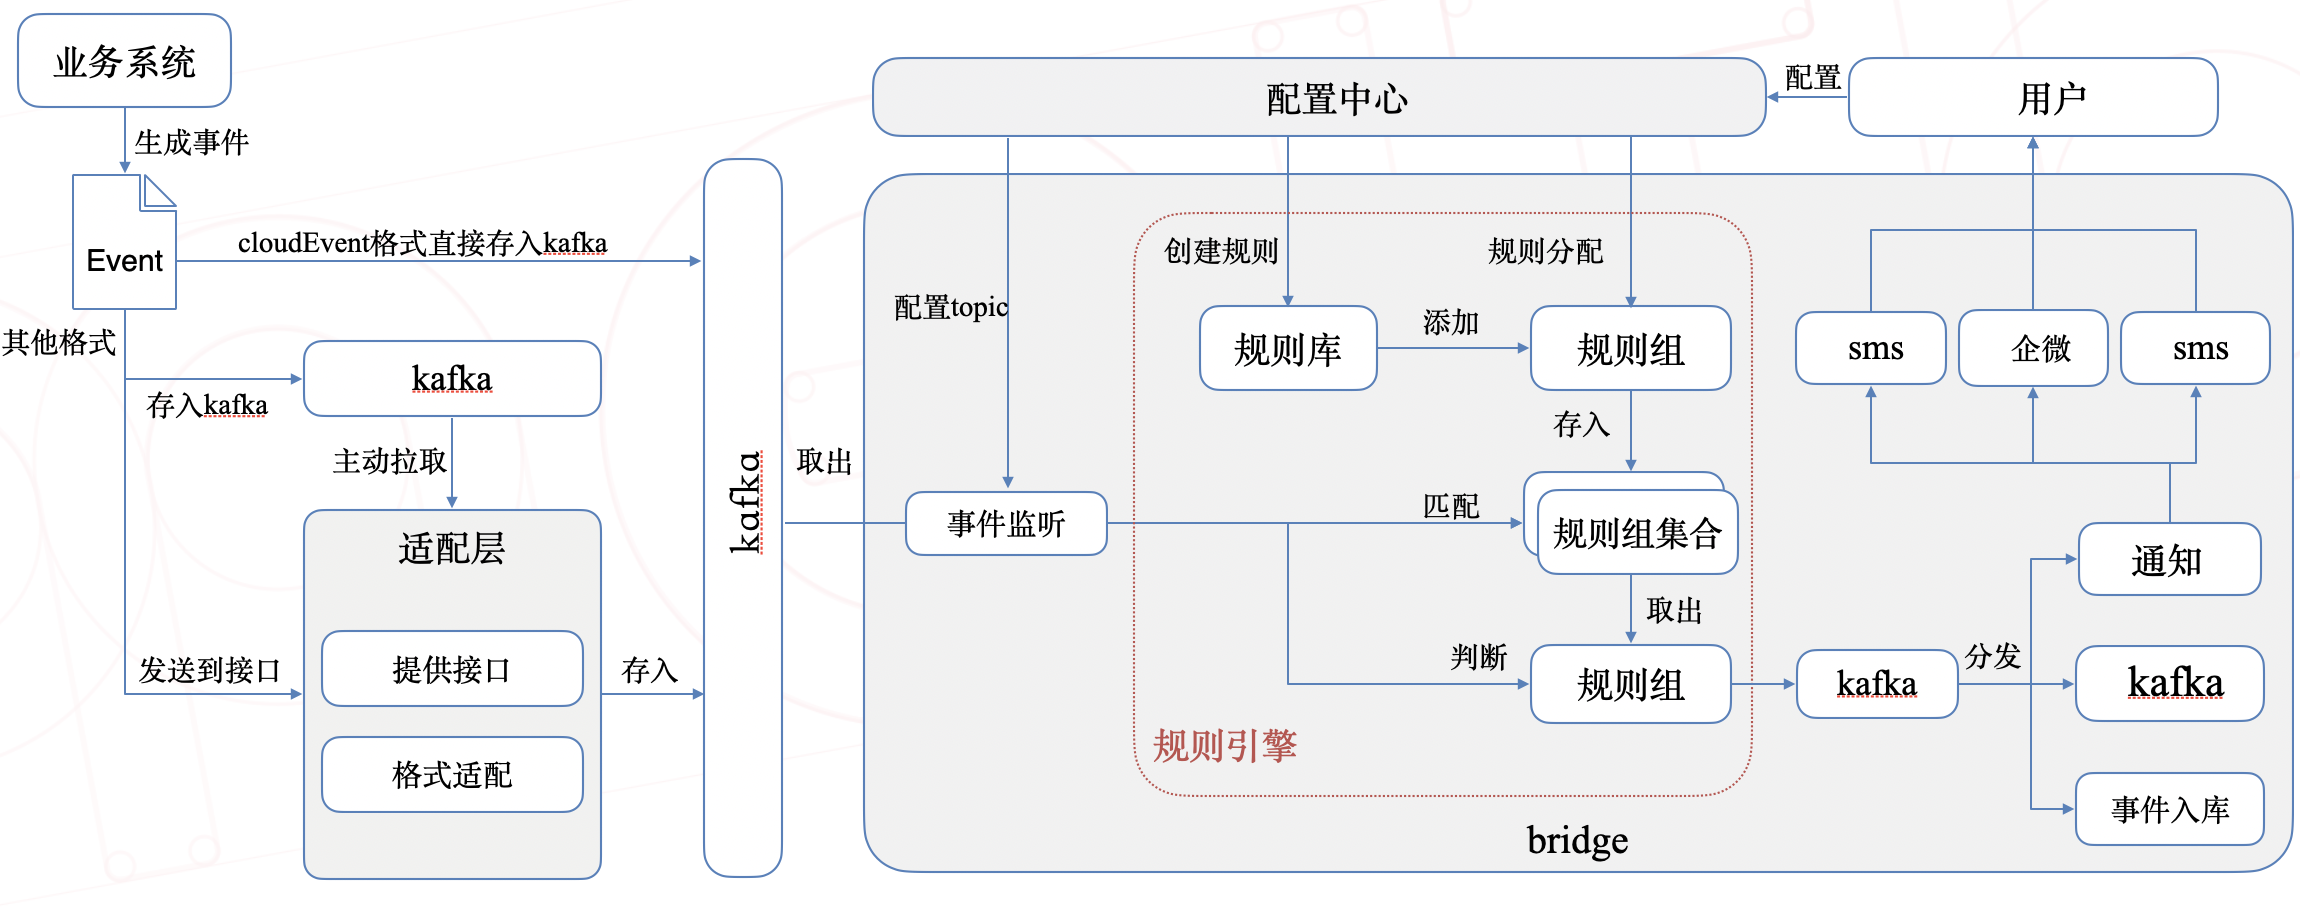 业务系统
生成事件
Event
cloudEvent格式直接存入kafka
其他格式
kafka
存入kafka
主动拉取
适配层
提供接口
格式适配
发送到接口
存入
kafka
取出
配置中心
配置
用户
配置topic
创建规则
规则分配
规则库
添加
规则组
存入
事件监听
匹配
规则组集合
取出
判断
规则组
规则引擎
kafka
分发
sms
企微
sms
通知
kafka
事件入库
bridge